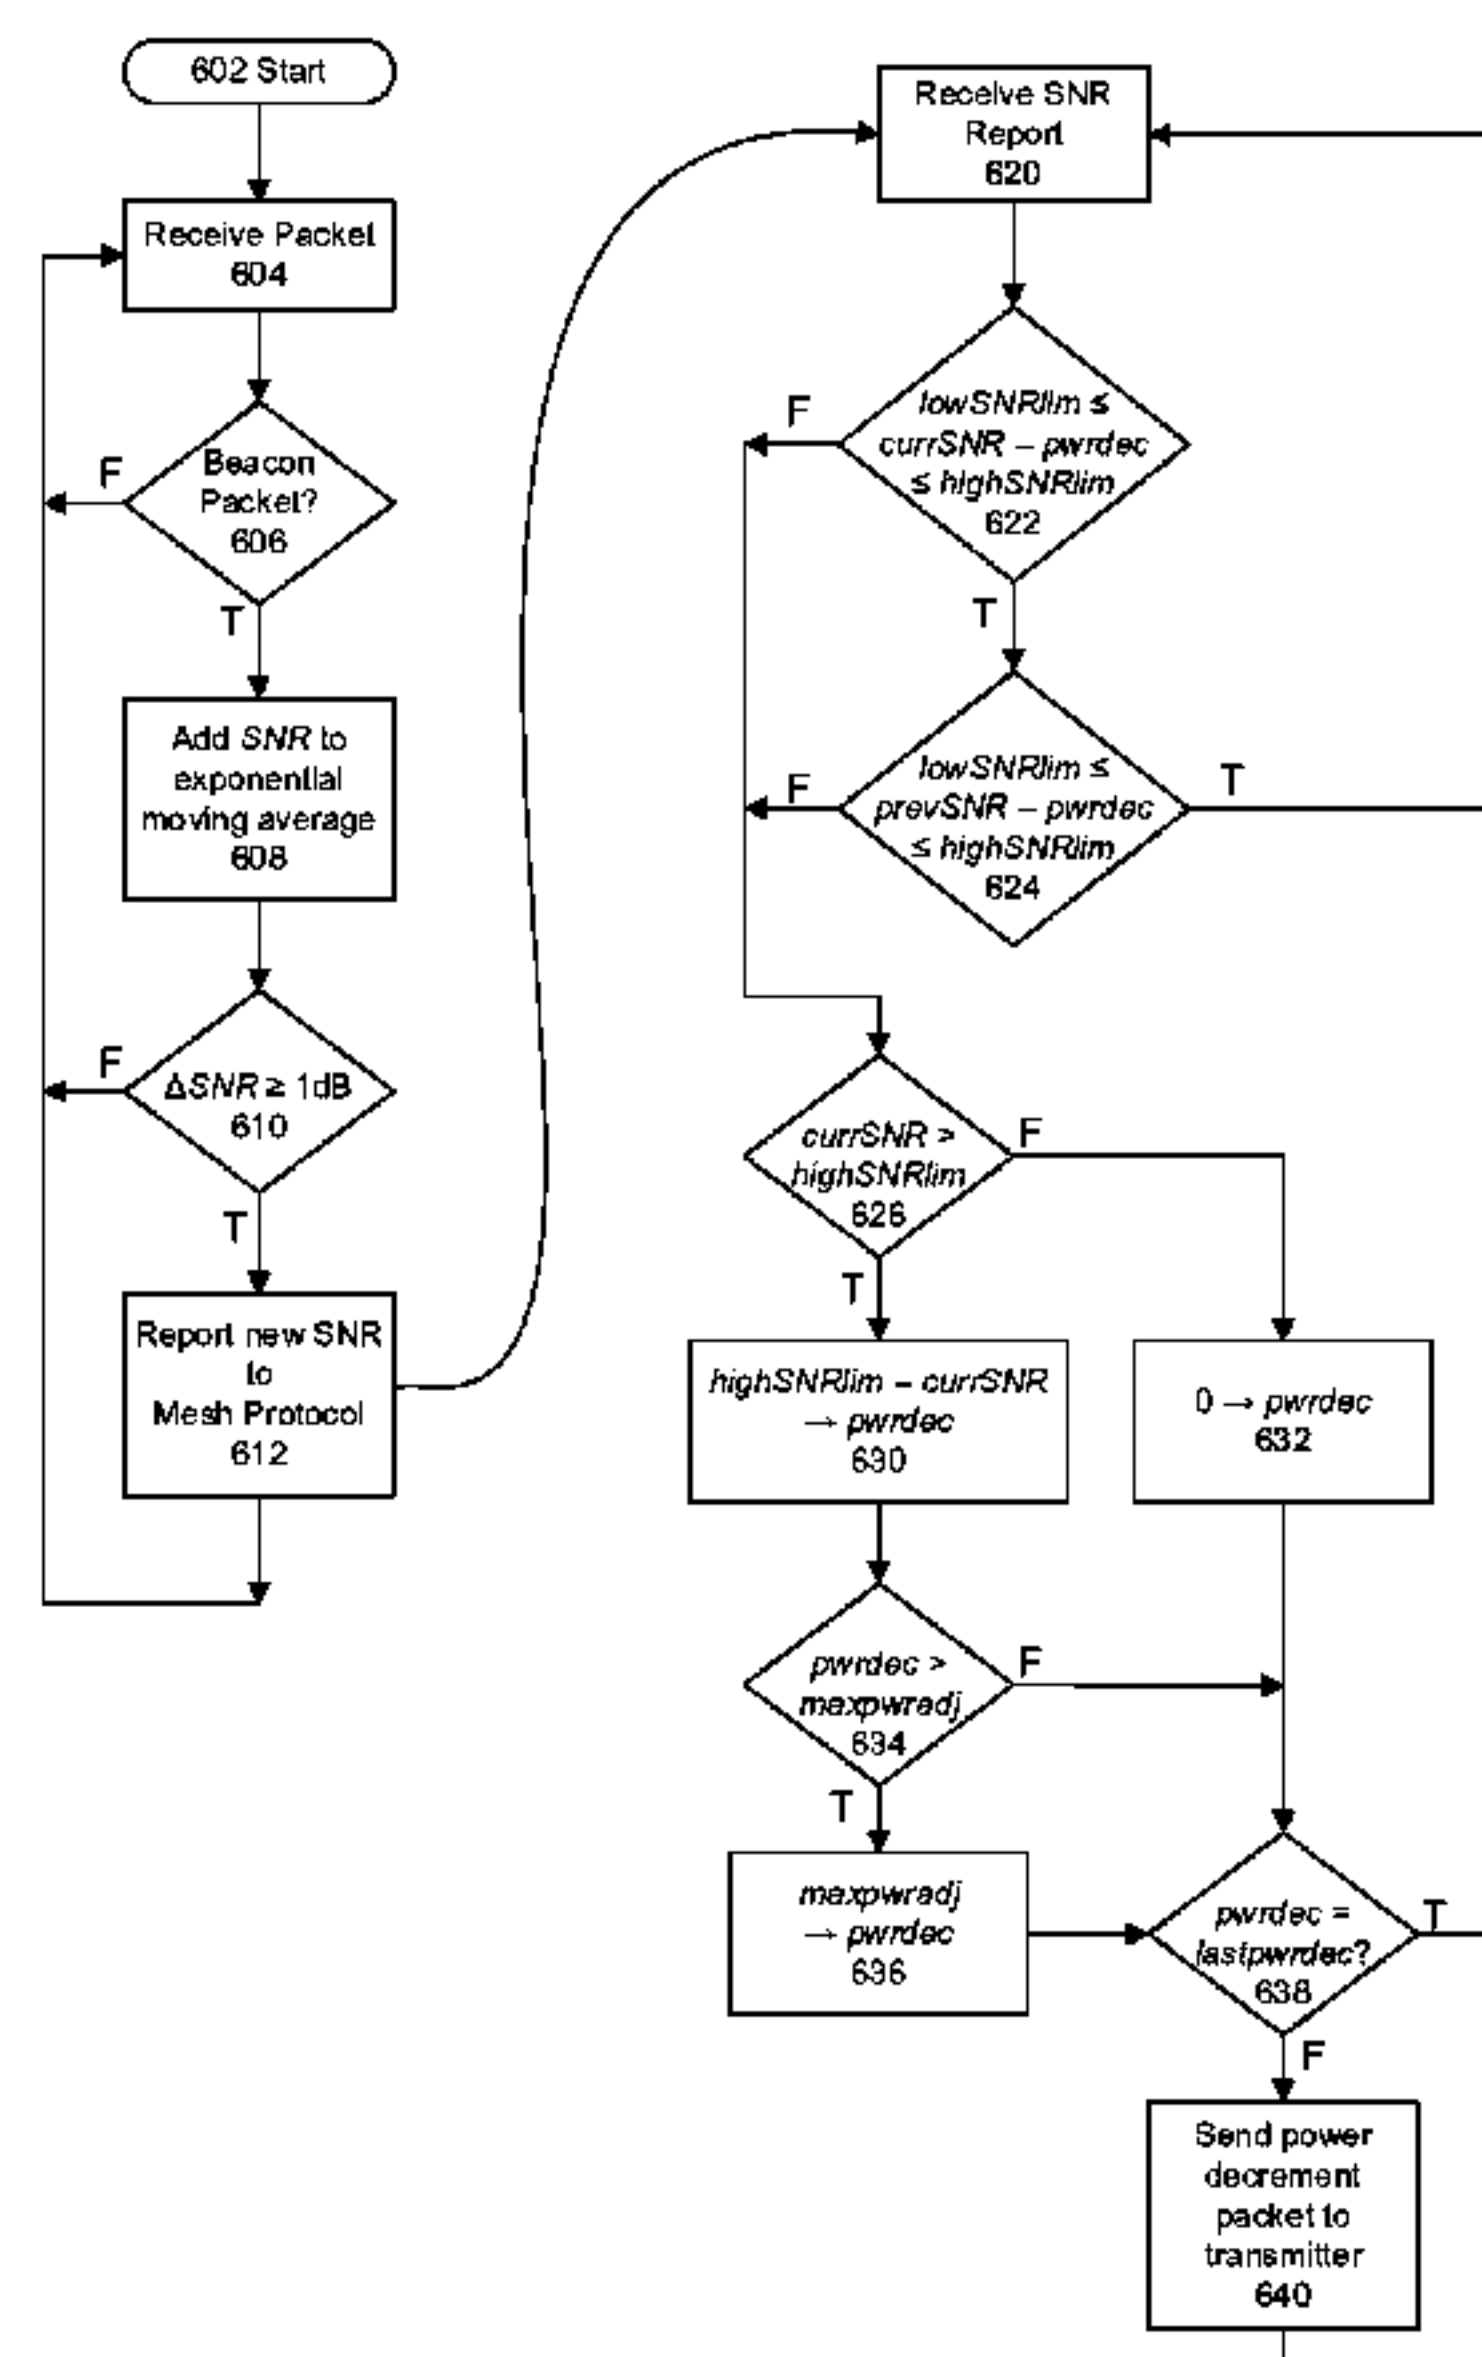 602 Start
Receive Packet
604
F
Beacon
Packet?
606
T
Add SNR to
exponential
moving average
608
F
ΔSNR ≥ 1dB
610
T
Report new SNR
to
Mesh Protocol
612
Receive SNR
Report
620
F
lowSNRlim ≤
currSNR – pwrdec
≤ highSNRlim
622
T
F
lowSNRlim ≤
prevSNR – pwrdec
≤ highSNRlim
624
T
currSNR >
highSNRlim
626
F
T
highSNRlim – currSNR
→ pwrdec
630
0 → pwrdec
632
pwrdec >
maxpwradj
634
F
T
maxpwradj
→ pwrdec
636
pwrdec =
lastpwrdec?
638
T
F
Send power
decrement
packet to
transmitter
640